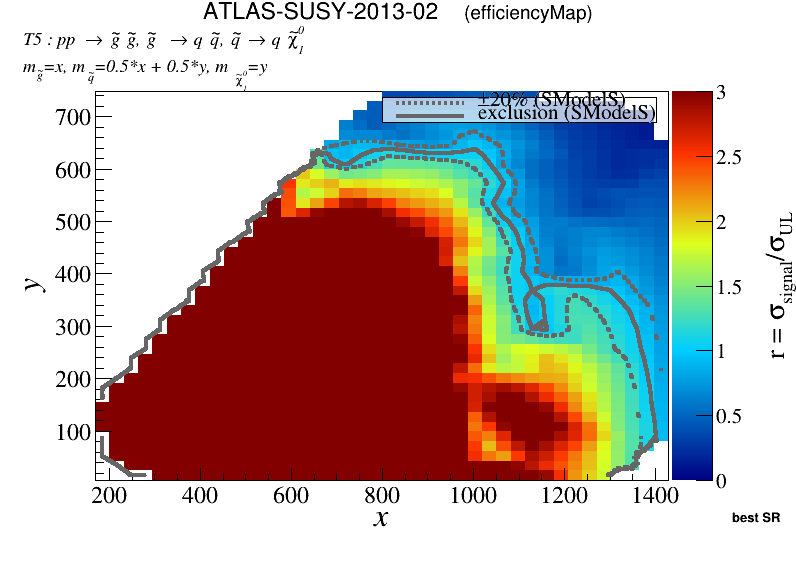 ATLAS-SUSY-2013-02 (efficiencyMap)
T5 : pp → g̃ g̃, g̃ → q q̃, q̃ → q χ̃⁰₁
m_g̃=x, m_q̃=0.5*x + 0.5*y, m_χ̃⁰₁=y
±20% (SModelS)
exclusion (SModelS)
700
600
500
400
300
200
100
y
200 400 600 800 1000 1200 1400
x
3
2.5
2
1.5
1
0.5
0
r = σ_signal/σ_UL
best SR